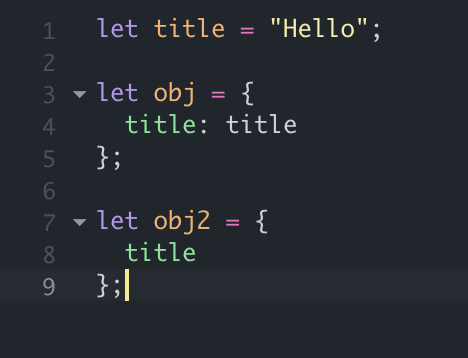 1 let title = "Hello";
2
3 let obj = {
4   title: title
5 };
6
7 let obj2 = {
8   title
9 };